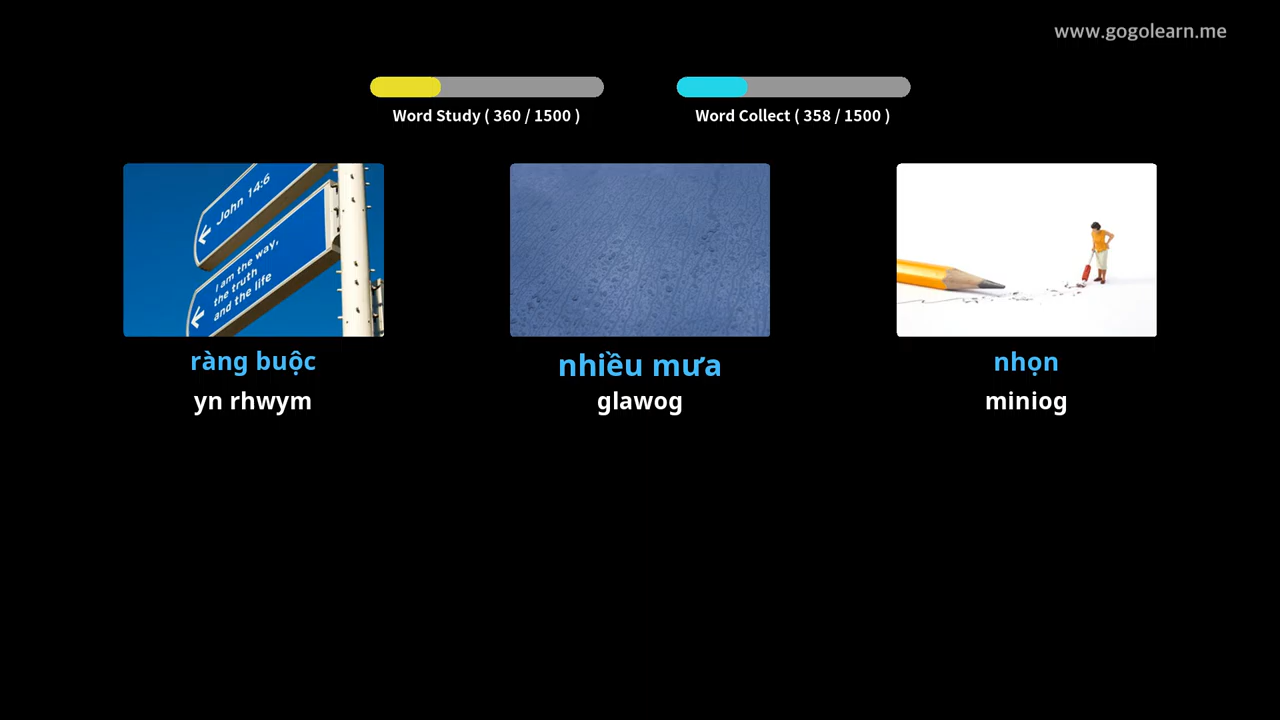 www.gogolearn.me
Word Study ( 360 / 1500 )
Word Collect ( 358 / 1500 )
John 14:6
I am the way,
the truth
and the life
ràng buộc
nhiều mưa
nhọn
yn rhwym
glawog
miniog